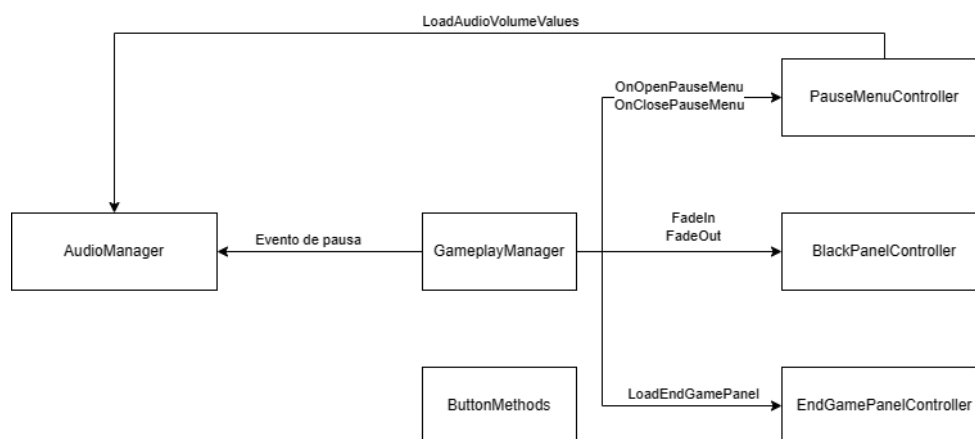 LoadAudioVolumeValues
OnOpenPauseMenu
OnClosePauseMenu
PauseMenuController
AudioManager
Evento de pausa
GameplayManager
FadeIn
FadeOut
BlackPanelController
ButtonMethods
LoadEndGamePanel
EndGamePanelController